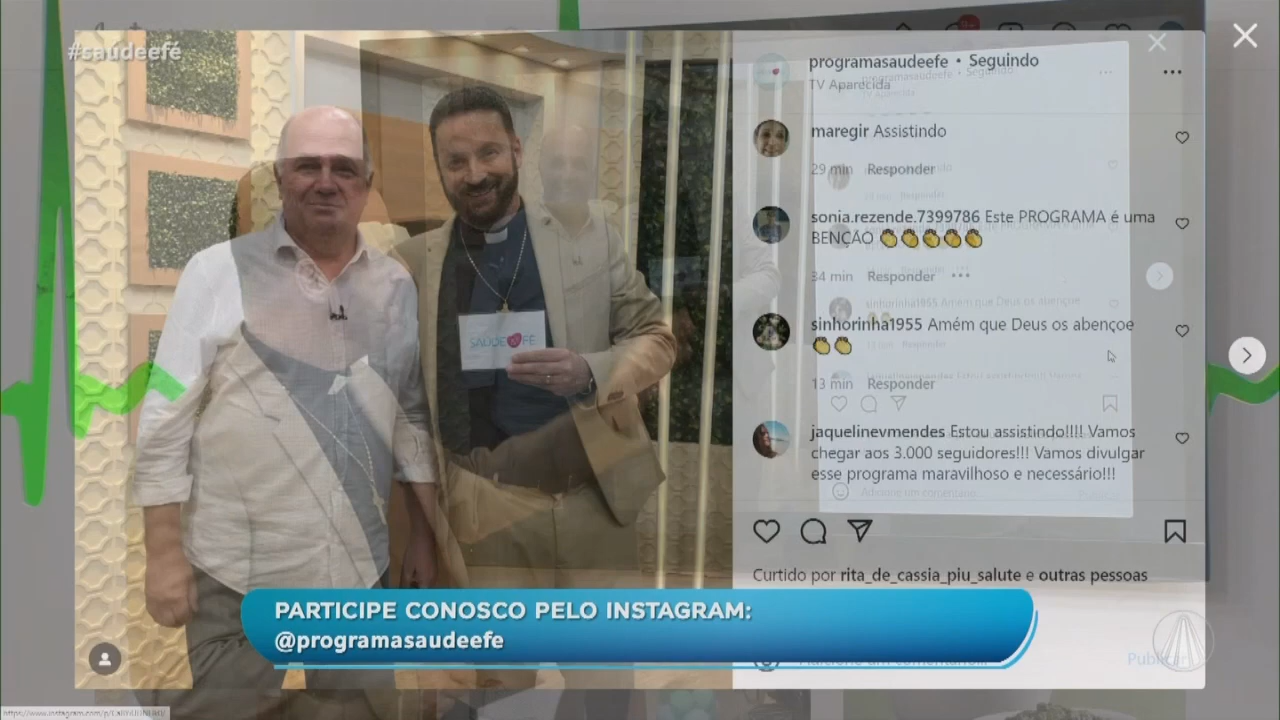 #saudeefé
programasaudeefe • Seguindo
TV Aparecida
maregir Assistindo
29 min Responder
sonia.rezende.7399786 Este PROGRAMA é uma
BENÇÃO 👏👏👏👏👏
34 min Responder •••
sinhorinha1955 Amém que Deus os abençoe
👏👏
13 min Responder
jaquelinevmendes Estou assistindo!!!! Vamos
chegar aos 3.000 seguidores!!! Vamos divulgar
esse programa maravilhoso e necessário!!!
SAÚDE FÉ
Curtido por rita_de_cassia_piu_salute e outras pessoas
PARTICIPE CONOSCO PELO INSTAGRAM:
@programasaudeefe